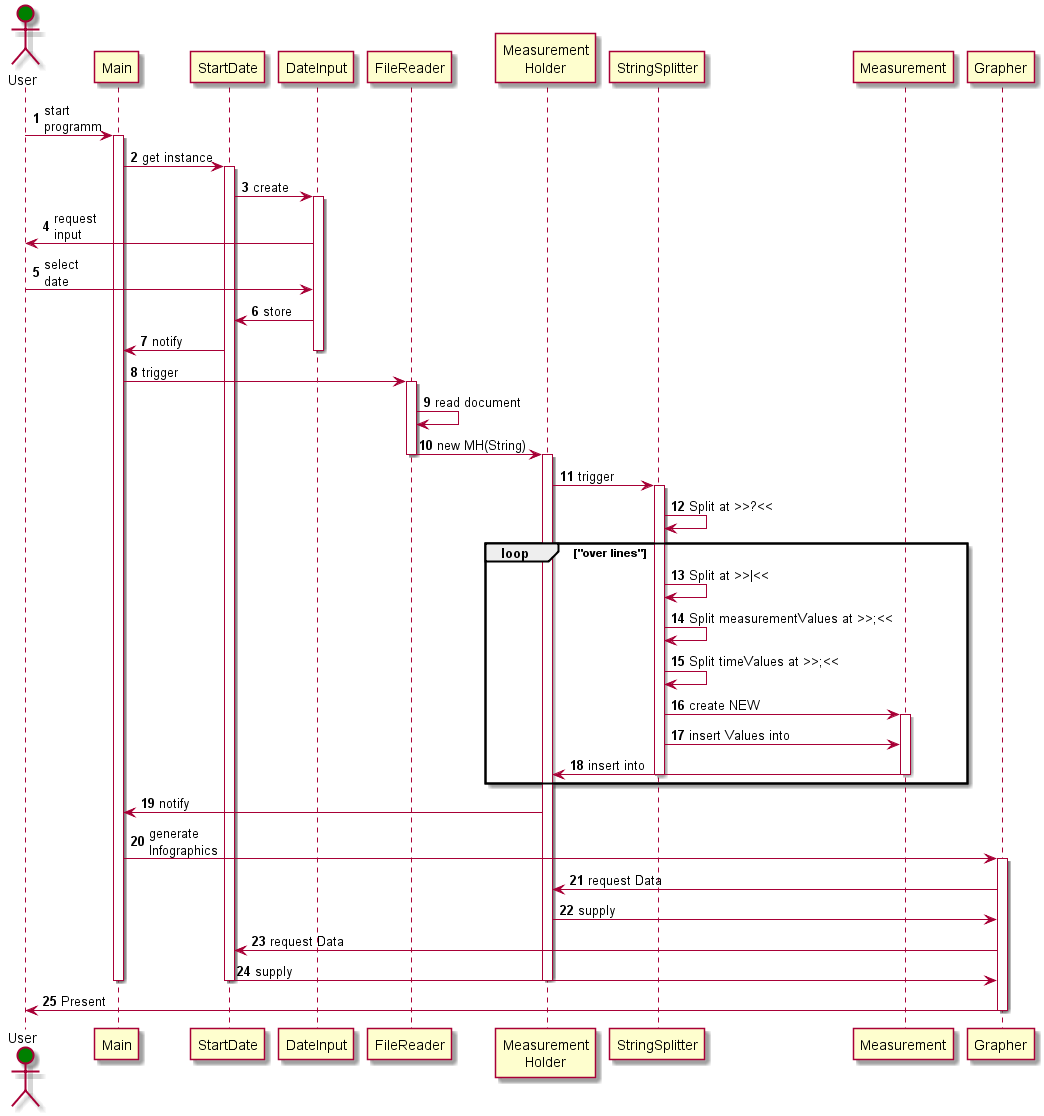 User
Main
StartDate
DateInput
FileReader
Measurement
Holder
StringSplitter
Measurement
Grapher
1 start
programm
2 get instance
3 create
4 request
input
5 select
date
6 store
7 notify
8 trigger
9 read document
10 new MH(String)
11 trigger
12 Split at >>?<<
loop ["over lines"]
13 Split at >>|<<
14 Split measurementValues at >>;<<
15 Split timeValues at >>;<<
16 create NEW
17 insert Values into
18 insert into
19 notify
20 generate
Infographics
21 request Data
22 supply
23 request Data
24 supply
25 Present
User
Main
StartDate
DateInput
FileReader
Measurement
Holder
StringSplitter
Measurement
Grapher